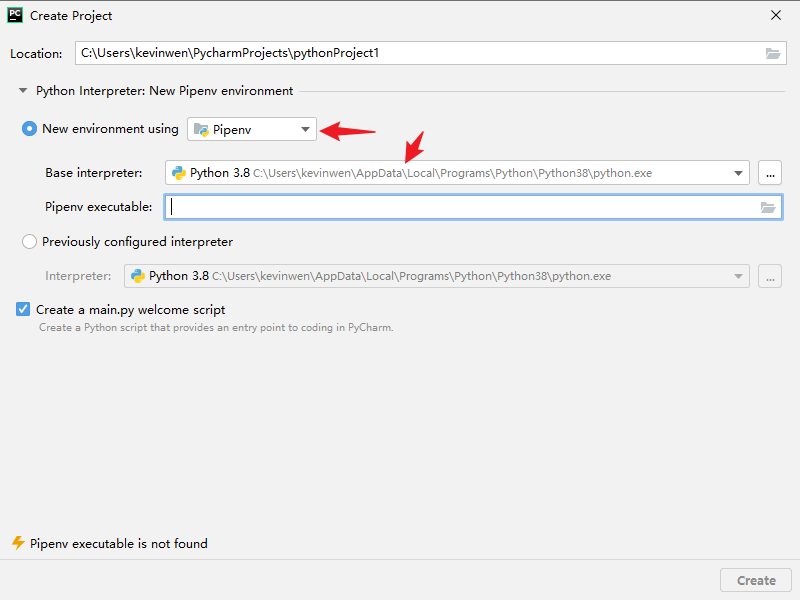 PC Create Project
Location: C:\Users\kevinwen\PycharmProjects\pythonProject1
Python Interpreter: New Pipenv environment
New environment using Pipenv
Base interpreter: Python 3.8 C:\Users\kevinwen\AppData\Local\Programs\Python\Python38\python.exe ...
Pipenv executable:
Previously configured interpreter
Interpreter: Python 3.8 C:\Users\kevinwen\AppData\Local\Programs\Python\Python38\python.exe ...
Create a main.py welcome script
Create a Python script that provides an entry point to coding in PyCharm.
Pipenv executable is not found
Create